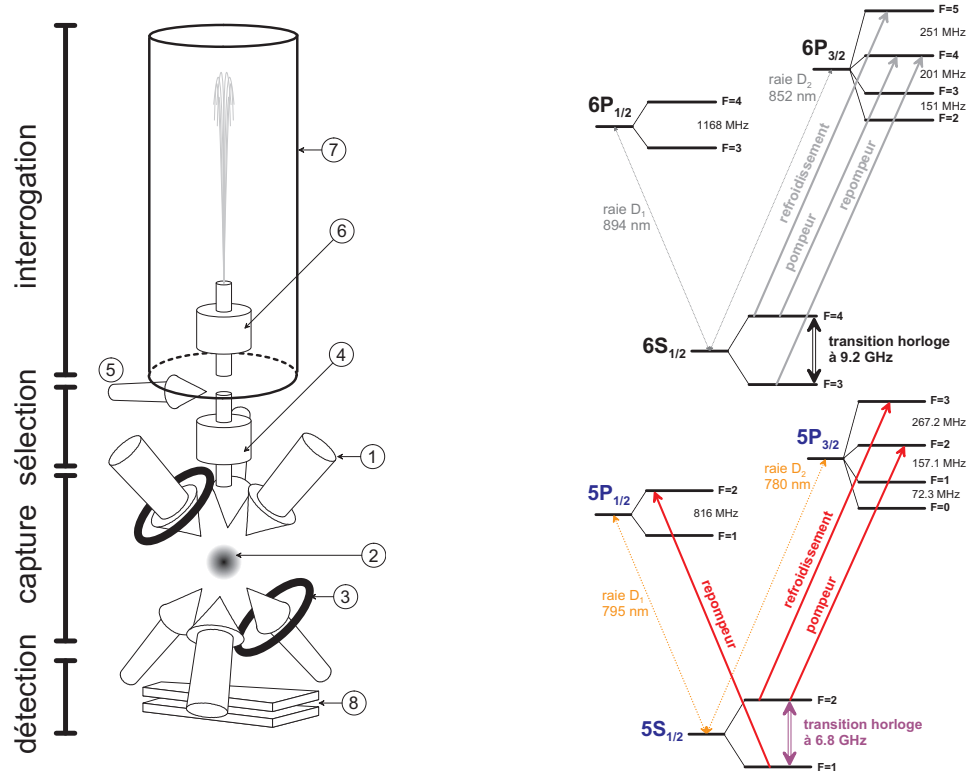 interrogation
sélection
capture
détection
7
6
5
4
1
2
3
8
F=5
251 MHz
6P3/2
F=4
201 MHz
F=3
151 MHz
F=2
raie D2
852 nm
6P1/2
F=4
1168 MHz
F=3
refroidissement
pompeur
repompeur
raie D1
894 nm
F=4
6S1/2
transition horloge
à 9.2 GHz
F=3
F=3
267.2 MHz
5P3/2
F=2
157.1 MHz
F=1
72.3 MHz
F=0
raie D2
780 nm
5P1/2
F=2
816 MHz
F=1
refroidissement
pompeur
repompeur
raie D1
795 nm
F=2
5S1/2
transition horloge
à 6.8 GHz
F=1